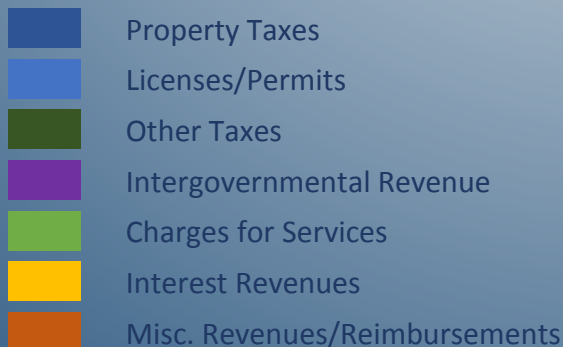 Property Taxes
Licenses/Permits
Other Taxes
Intergovernmental Revenue
Charges for Services
Interest Revenues
Misc. Revenues/Reimbursements